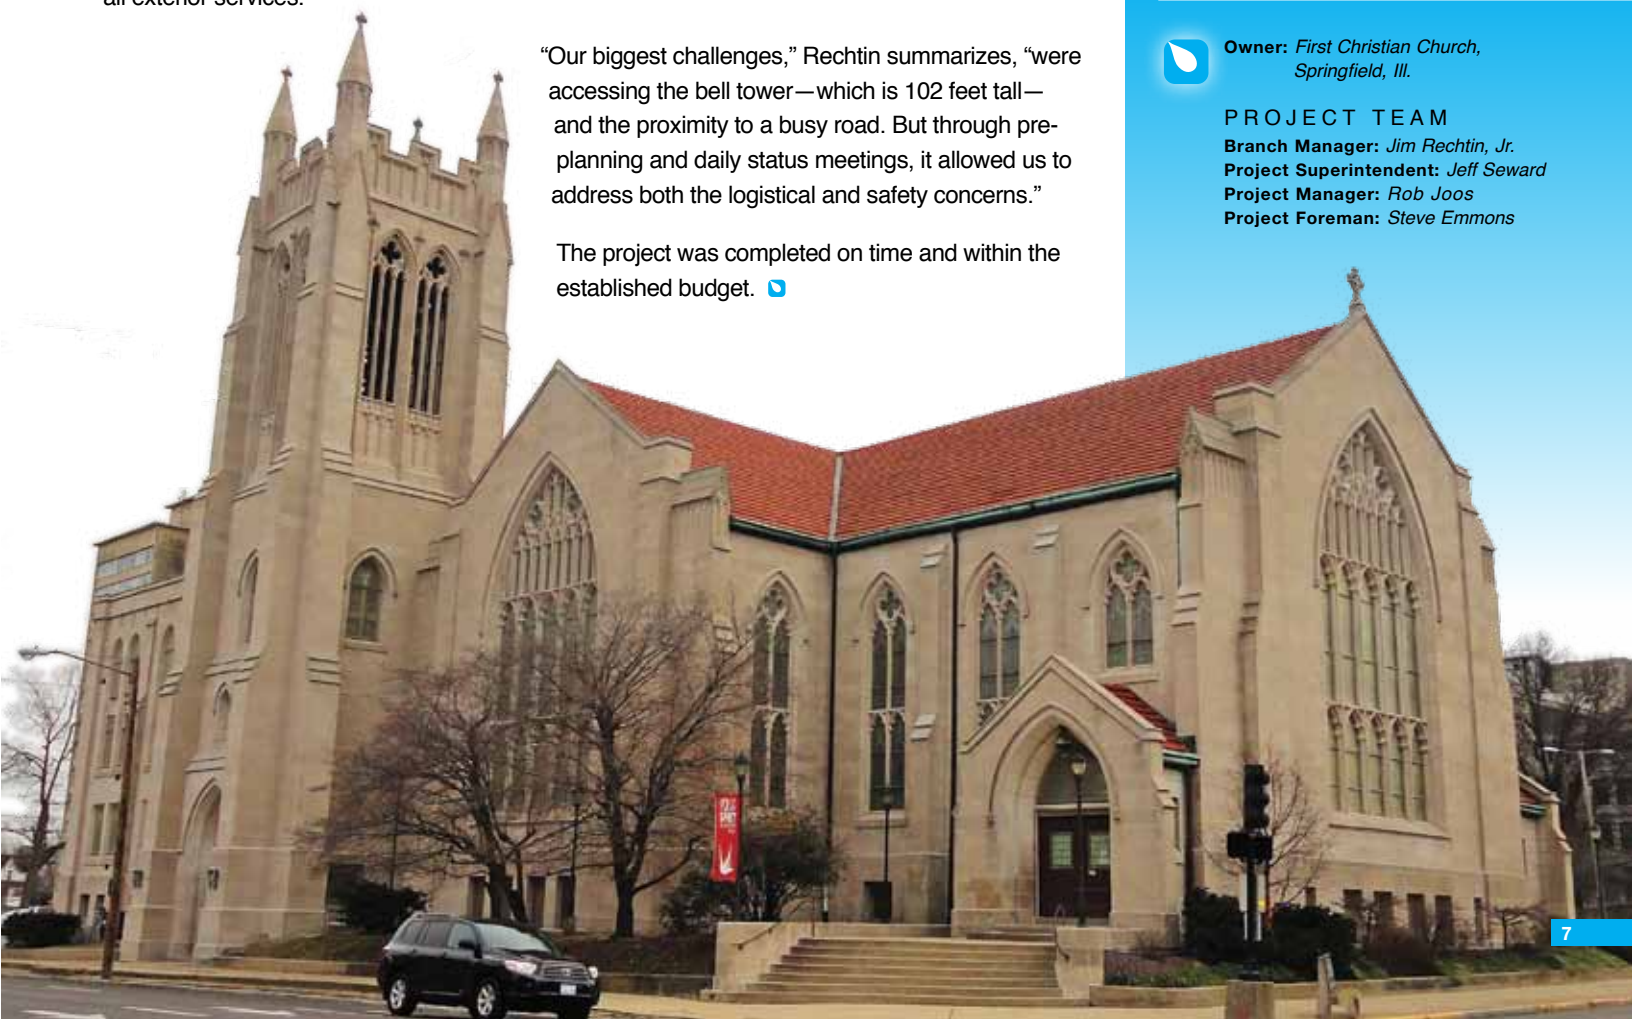 all exterior services.
“Our biggest challenges,” Rechtin summarizes, “were
accessing the bell tower—which is 102 feet tall—
and the proximity to a busy road. But through pre-
planning and daily status meetings, it allowed us to
address both the logistical and safety concerns.”
The project was completed on time and within the
established budget.
Owner: First Christian Church,
Springfield, Ill.
PROJECT TEAM
Branch Manager: Jim Rechtin, Jr.
Project Superintendent: Jeff Seward
Project Manager: Rob Joos
Project Foreman: Steve Emmons
7